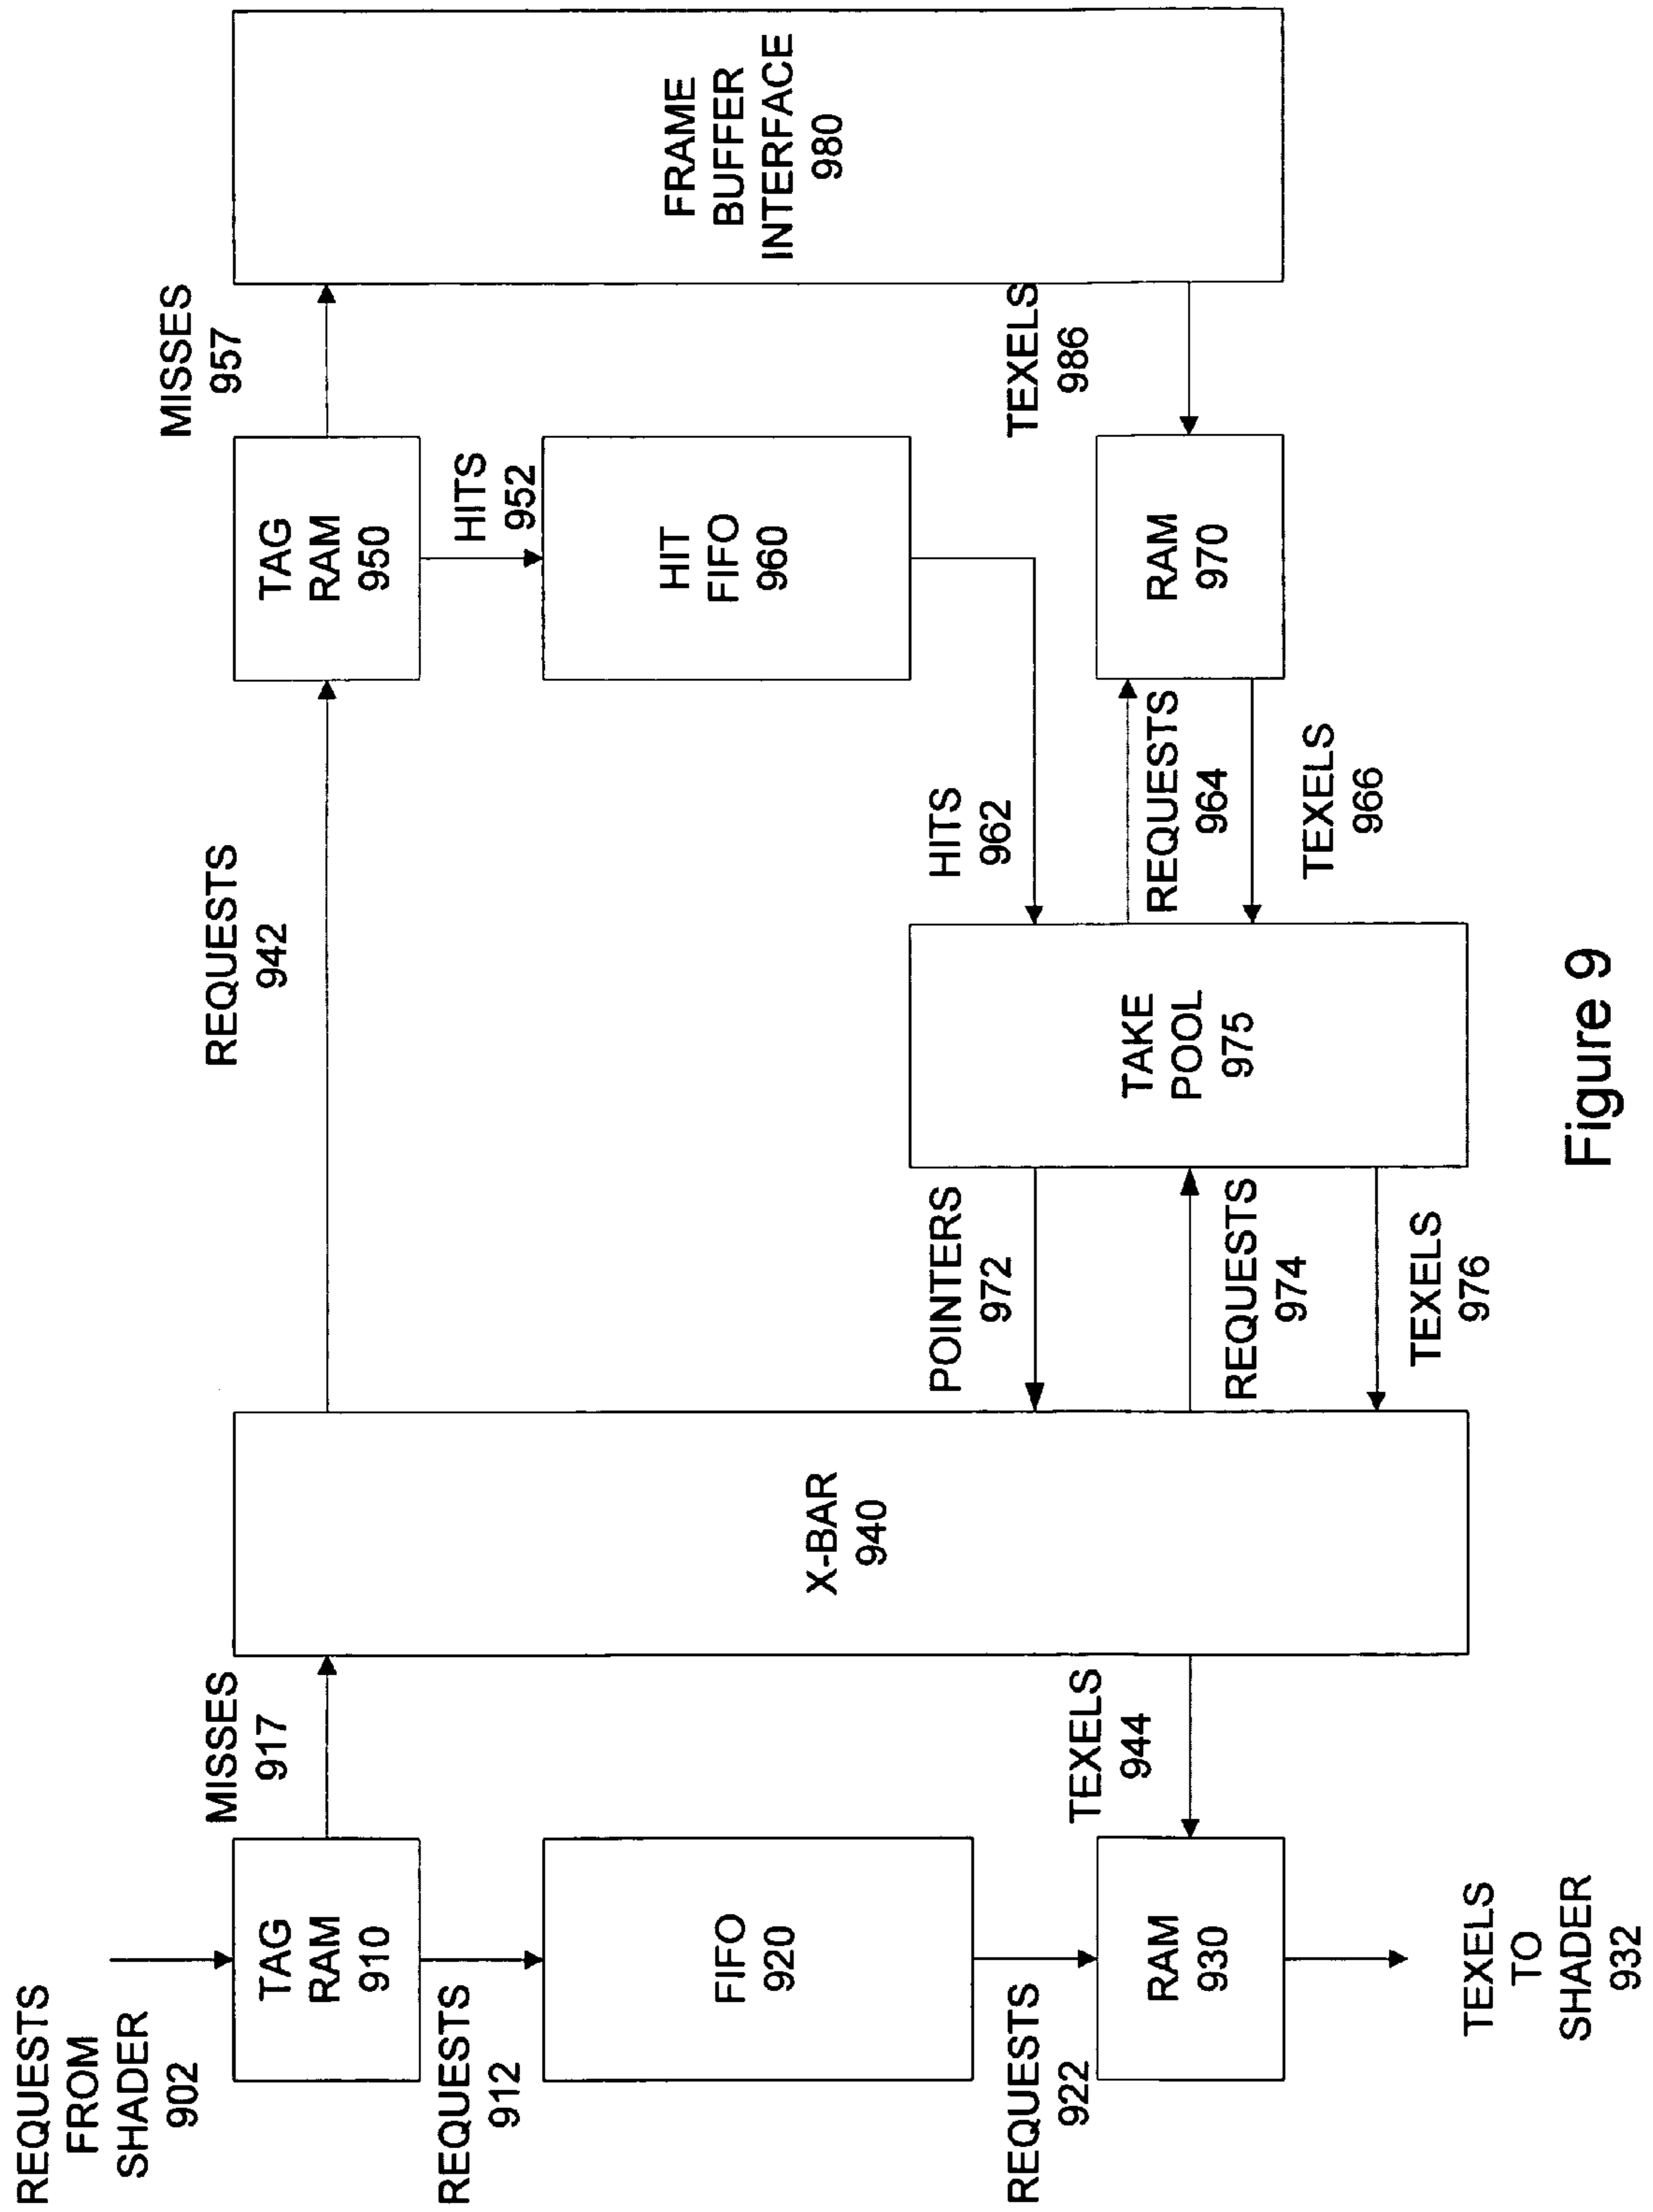 REQUESTS
FROM
SHADER
902
TAG
RAM
910
MISSES
917
REQUESTS
912
FIFO
920
REQUESTS
922
RAM
930
TEXELS
944
TEXELS
TO
SHADER
932
X-BAR
940
REQUESTS
942
POINTERS
972
REQUESTS
974
TEXELS
976
TAKE
POOL
975
HITS
962
REQUESTS
964
TEXELS
966
TAG
RAM
950
MISSES
957
HITS
952
HIT
FIFO
960
RAM
970
TEXELS
986
FRAME
BUFFER
INTERFACE
980
Figure 9